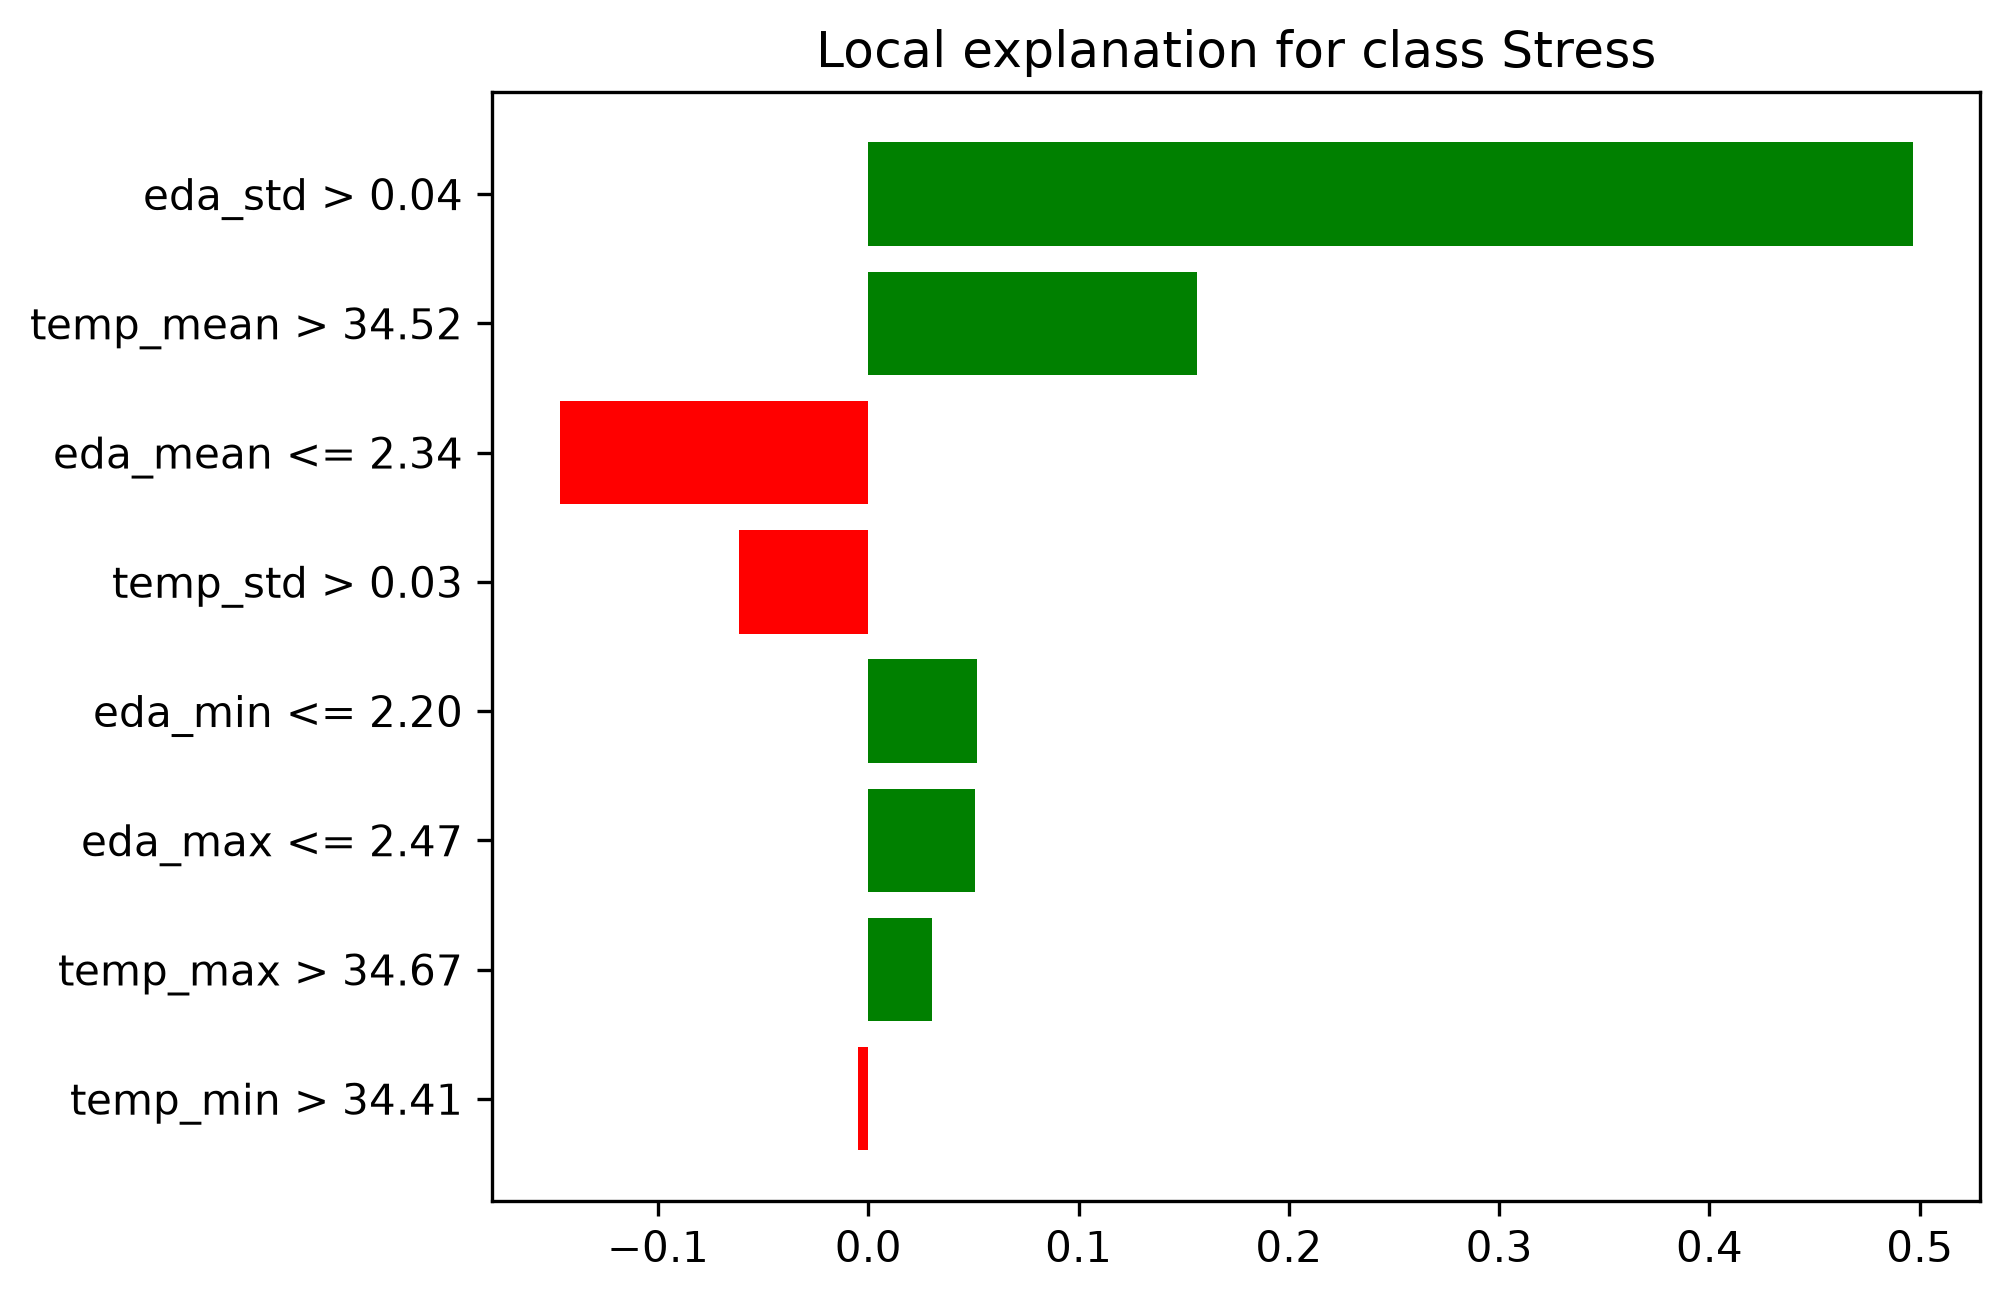 Local explanation for class Stress
eda_std > 0.04
temp_mean > 34.52
eda_mean <= 2.34
temp_std > 0.03
eda_min <= 2.20
eda_max <= 2.47
temp_max > 34.67
temp_min > 34.41
−0.1 0.0 0.1 0.2 0.3 0.4 0.5